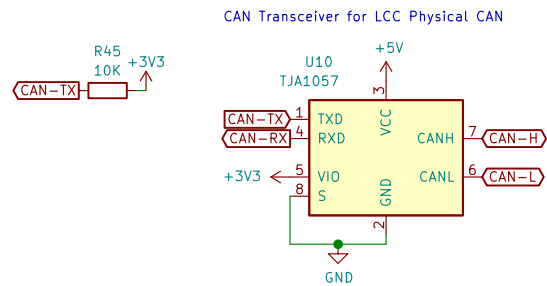 CAN Transceiver for LCC Physical CAN
R45
10K
+3V3
CAN-TX
U10
TJA1057
+5V
3
VCC
CAN-TX 1 TXD
CAN-RX 4 RXD
CANH 7 CAN-H
+3V3 5 VIO
CANL 6 CAN-L
8 S
GND
2
GND